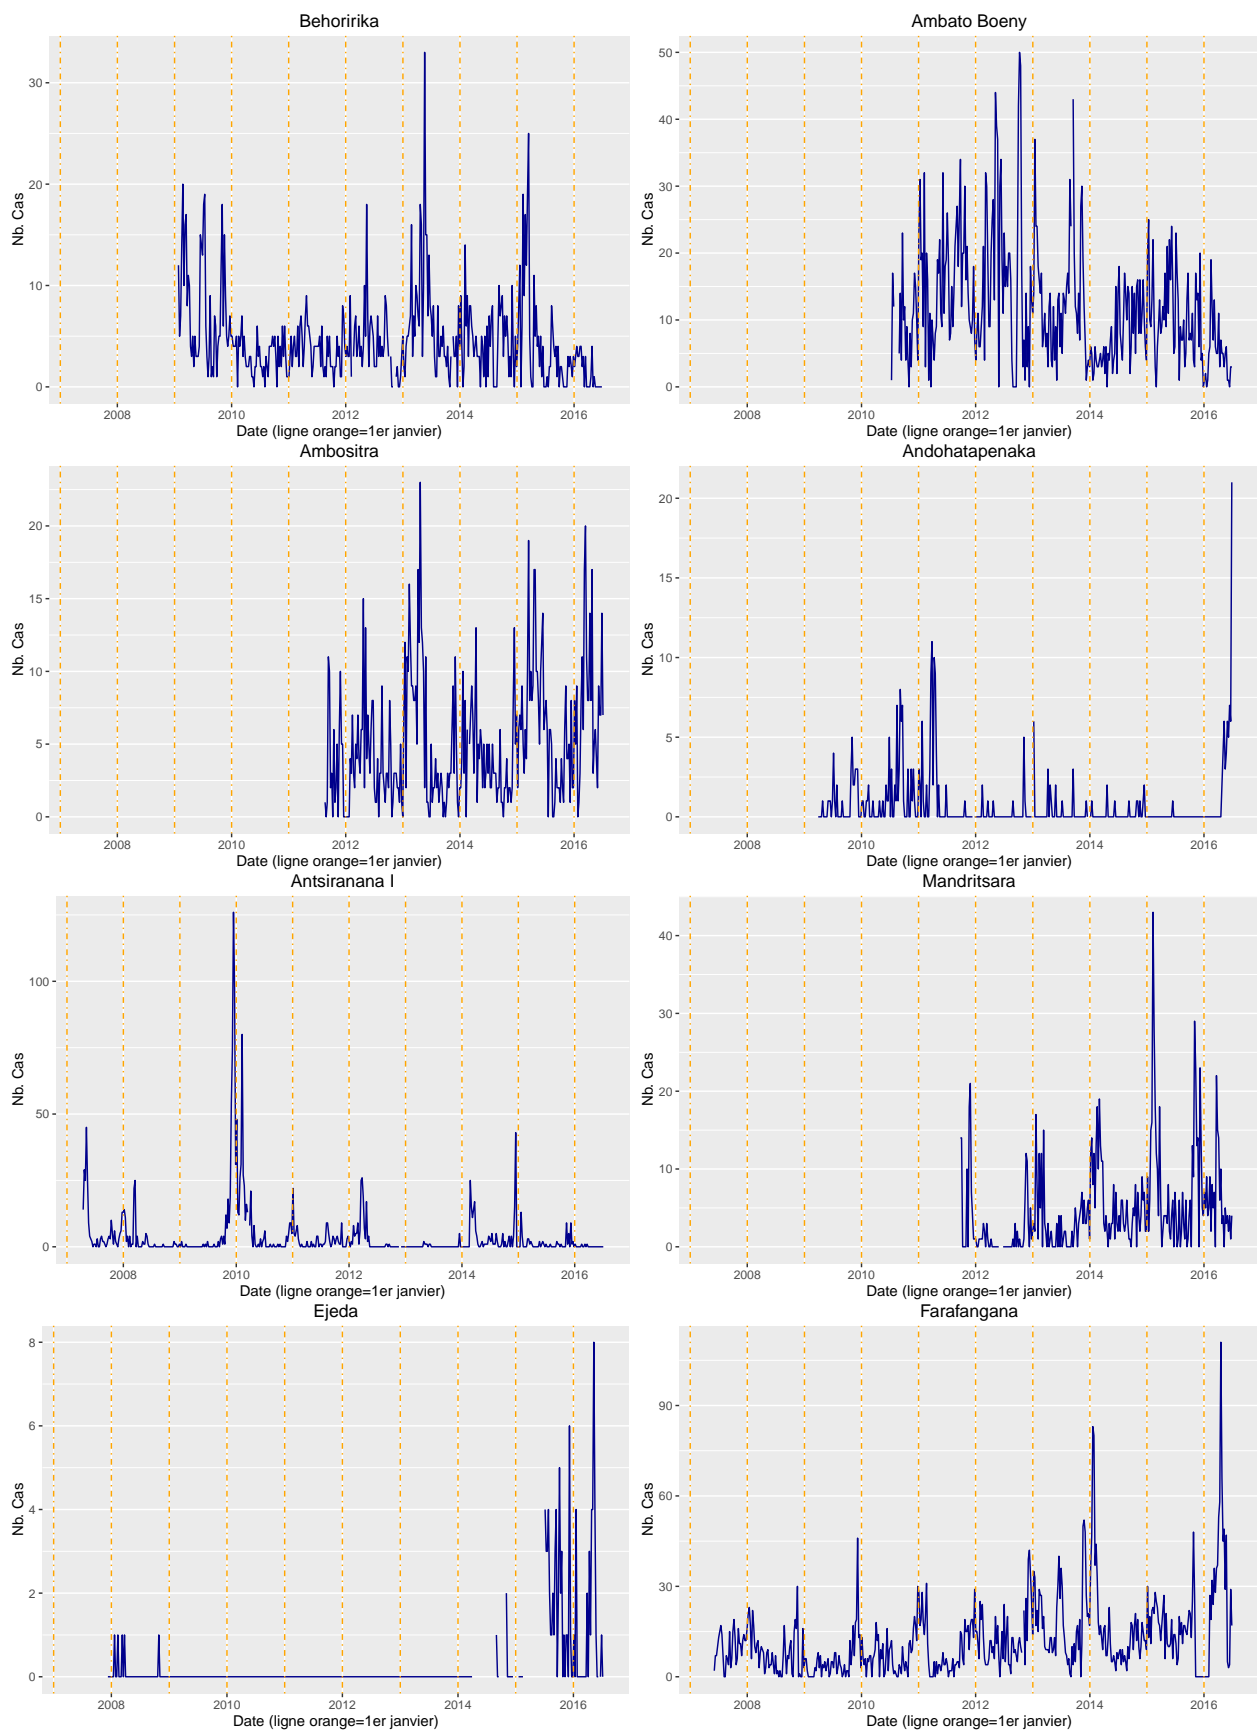 Behoririka
Nb. Cas
30
20
10
0
2008 2010 2012 2014 2016
Date (ligne orange=1er janvier)
Ambato Boeny
Nb. Cas
50
40
30
20
10
0
2008 2010 2012 2014 2016
Date (ligne orange=1er janvier)
Ambositra
Nb. Cas
20
15
10
5
0
2008 2010 2012 2014 2016
Date (ligne orange=1er janvier)
Andohatapenaka
Nb. Cas
20
15
10
5
0
2008 2010 2012 2014 2016
Date (ligne orange=1er janvier)
Antsiranana I
Nb. Cas
100
50
0
2008 2010 2012 2014 2016
Date (ligne orange=1er janvier)
Mandritsara
Nb. Cas
40
30
20
10
0
2008 2010 2012 2014 2016
Date (ligne orange=1er janvier)
Ejeda
Nb. Cas
8
6
4
2
0
2008 2010 2012 2014 2016
Date (ligne orange=1er janvier)
Farafangana
Nb. Cas
90
60
30
0
2008 2010 2012 2014 2016
Date (ligne orange=1er janvier)